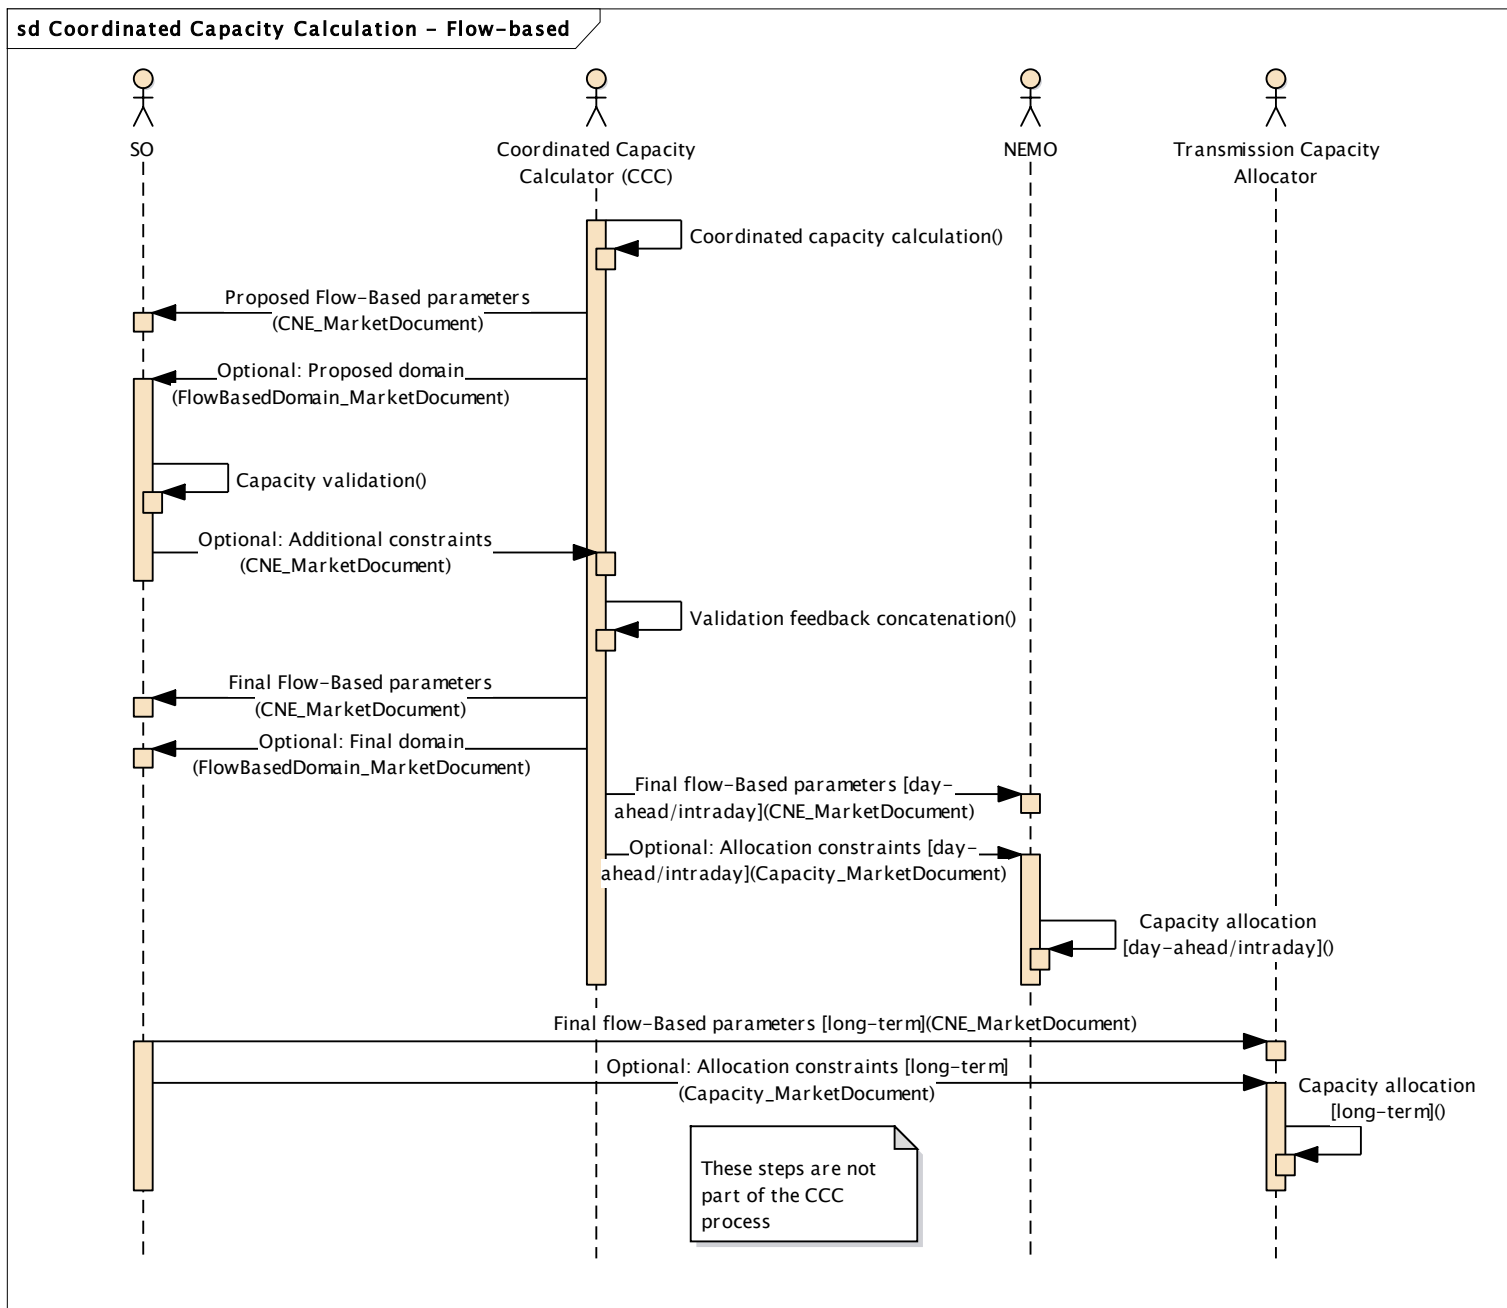 sd Coordinated Capacity Calculation – Flow-based
SO
Coordinated Capacity
Calculator (CCC)
NEMO
Transmission Capacity
Allocator
Coordinated capacity calculation()
Proposed Flow-Based parameters
(CNE_MarketDocument)
Optional: Proposed domain
(FlowBasedDomain_MarketDocument)
Capacity validation()
Optional: Additional constraints
(CNE_MarketDocument)
Validation feedback concatenation()
Final Flow-Based parameters
(CNE_MarketDocument)
Optional: Final domain
(FlowBasedDomain_MarketDocument)
Final flow-Based parameters [day-
ahead/intraday](CNE_MarketDocument)
Optional: Allocation constraints [day-
ahead/intraday](Capacity_MarketDocument)
Capacity allocation
[day-ahead/intraday]()
Final flow-Based parameters [long-term](CNE_MarketDocument)
Optional: Allocation constraints [long-term]
(Capacity_MarketDocument)
Capacity allocation
[long-term]()
These steps are not
part of the CCC
process